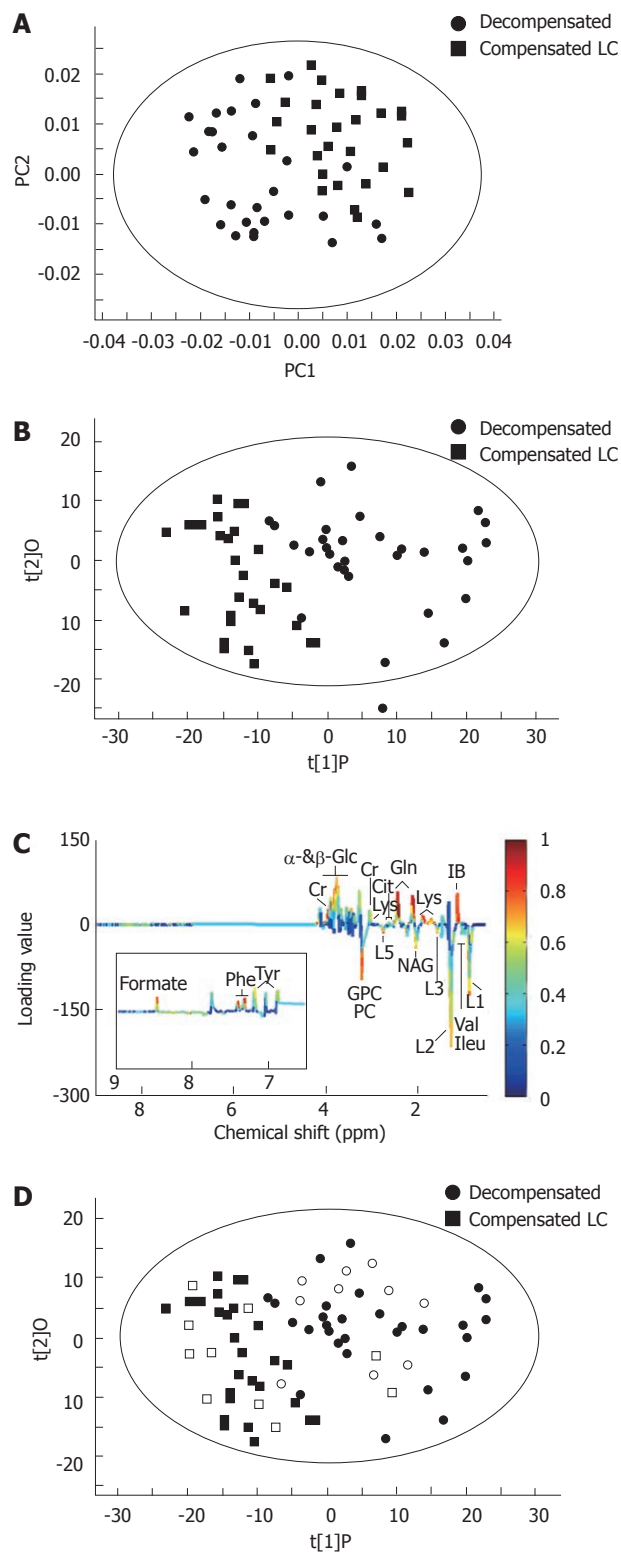 A
Decompensated
Compensated LC
0.02
0.01
0.00
-0.01
-0.02
PC2
-0.04 -0.03 -0.02 -0.01 0.00 0.01 0.02 0.03 0.04
PC1
B
Decompensated
Compensated LC
20
10
0
10
-20
t[2]O
-30 -20 -10 0 10 20 30
t[1]P
C
150
0
-150
-300
Loading value
α-&β-Glc
Cr
Cr
Cit
Lys
Gln
Lys
IB
L5
NAG
GPC
PC
L3
L1
L2
Val
Ileu
Formate
Phe
Tyr
9 8 7
8 6 4 2
Chemical shift (ppm)
1
0.8
0.6
0.4
0.2
0
D
Decompensated
Compensated LC
20
10
0
10
-20
t[2]O
-30 -20 -10 0 10 20 30
t[1]P